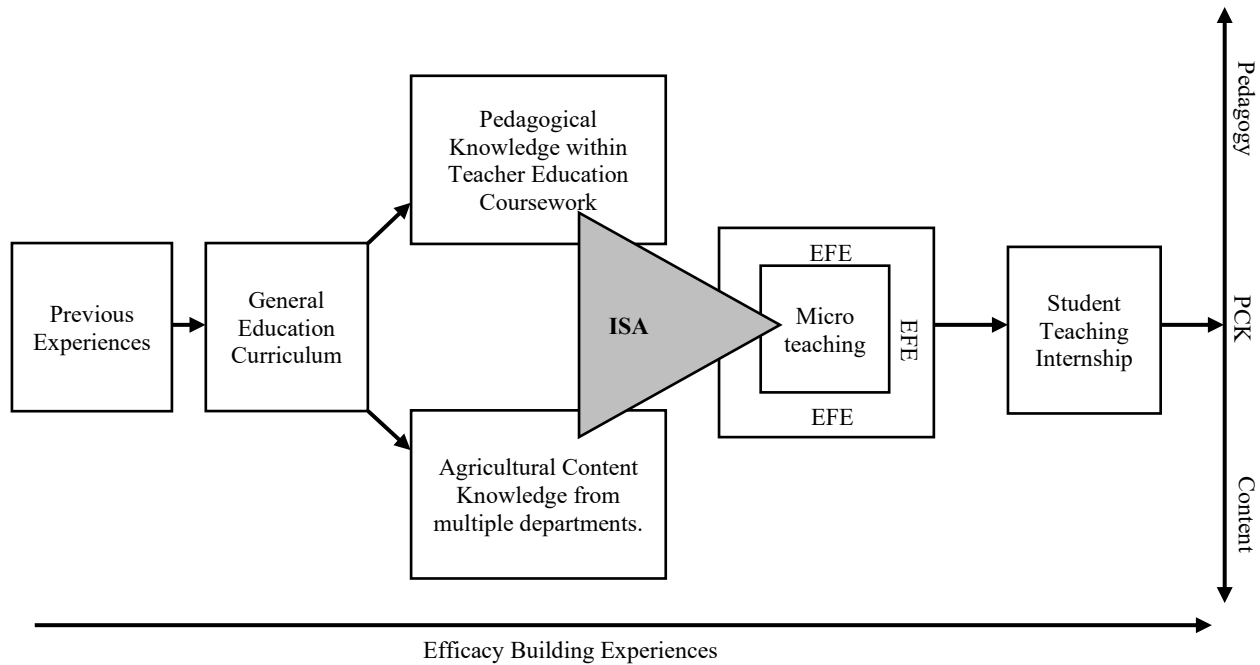 Previous
Experiences
General
Education
Curriculum
Pedagogical
Knowledge within
Teacher Education
Coursework
ISA
Agricultural Content
Knowledge from
multiple departments.
EFE
Micro
teaching
EFE
EFE
Student
Teaching
Internship
Pedagogy
PCK
Content
Efficacy Building Experiences